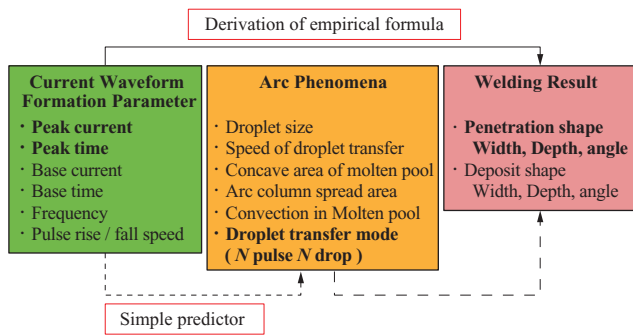 Derivation of empirical formula
Current Waveform
Formation Parameter
・Peak current
・Peak time
・Base current
・Base time
・Frequency
・Pulse rise / fall speed
Arc Phenomena
・Droplet size
・Speed of droplet transfer
・Concave area of molten pool
・Arc column spread area
・Convection in Molten pool
・Droplet transfer mode
( N pulse N drop )
Welding Result
・Penetration shape
Width, Depth, angle
・Deposit shape
Width, Depth, angle
Simple predictor